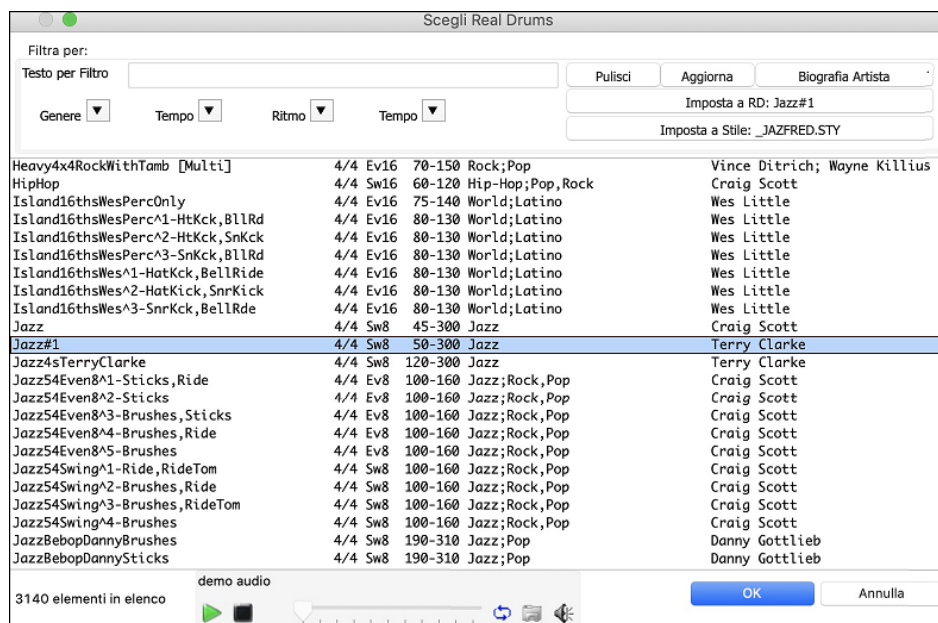 Scegli Real Drums
Filtra per:
Testo per Filtro
Pulisci Aggiorna Biografia Artista
Imposta a RD: Jazz#1
Genere Tempo Ritmo Tempo
Imposta a Stile: _JAZFRED.STY
Heavy4x4RockWithTamb [Multi] 4/4 Ev16 70-150 Rock;Pop Vince Ditrich; Wayne Killius
HipHop 4/4 Sw16 60-120 Hip-Hop;Pop,Rock Craig Scott
Island16thsWesPercOnly 4/4 Ev16 75-140 World;Latino Wes Little
Island16thsWesPerc^1-HtKck,BllRd 4/4 Ev16 80-130 World;Latino Wes Little
Island16thsWesPerc^2-HtKck,SnKck 4/4 Ev16 80-130 World;Latino Wes Little
Island16thsWesPerc^3-SnKck,BllRd 4/4 Ev16 80-130 World;Latino Wes Little
Island16thsWes^1-HatKck,BellRide 4/4 Ev16 80-130 World;Latino Wes Little
Island16thsWes^2-HatKick,SnrKick 4/4 Ev16 80-130 World;Latino Wes Little
Island16thsWes^3-SnrKck,BellRde 4/4 Ev16 80-130 World;Latino Wes Little
Jazz 4/4 Sw8 45-300 Jazz Craig Scott
Jazz#1 4/4 Sw8 50-300 Jazz Terry Clarke
Jazz4sTerryClarke 4/4 Sw8 120-300 Jazz Terry Clarke
Jazz54Even8^1-Sticks,Ride 4/4 Ev8 100-160 Jazz;Rock,Pop Craig Scott
Jazz54Even8^2-Sticks 4/4 Ev8 100-160 Jazz;Rock,Pop Craig Scott
Jazz54Even8^3-Brushes,Sticks 4/4 Ev8 100-160 Jazz;Rock,Pop Craig Scott
Jazz54Even8^4-Brushes,Ride 4/4 Ev8 100-160 Jazz;Rock,Pop Craig Scott
Jazz54Even8^5-Brushes 4/4 Ev8 100-160 Jazz;Rock,Pop Craig Scott
Jazz54Swing^1-Ride,RideTom 4/4 Sw8 100-160 Jazz;Rock,Pop Craig Scott
Jazz54Swing^2-Brushes,Ride 4/4 Sw8 100-160 Jazz;Rock,Pop Craig Scott
Jazz54Swing^3-Brushes,RideTom 4/4 Sw8 100-160 Jazz;Rock,Pop Craig Scott
Jazz54Swing^4-Brushes 4/4 Sw8 100-160 Jazz;Rock,Pop Craig Scott
JazzBebopDannyBrushes 4/4 Sw8 190-310 Jazz;Pop Danny Gottlieb
JazzBebopDannySticks 4/4 Sw8 190-310 Jazz;Pop Danny Gottlieb
demo audio
3140 elementi in elenco
OK Annulla